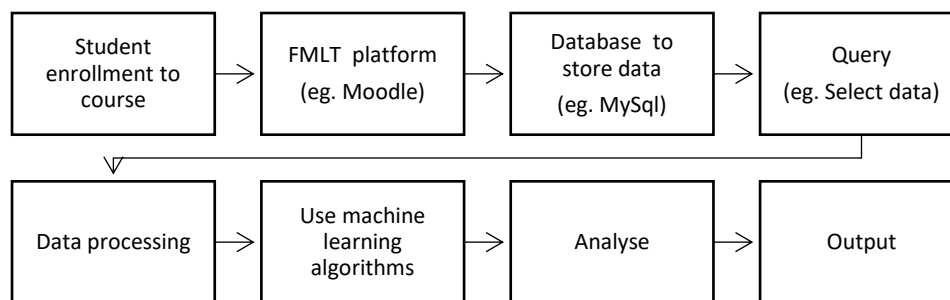 Student
enrollment to
course
FMLT platform
(eg. Moodle)
Database to
store data
(eg. MySql)
Query
(eg. Select data)
Data processing
Use machine
learning
algorithms
Analyse
Output